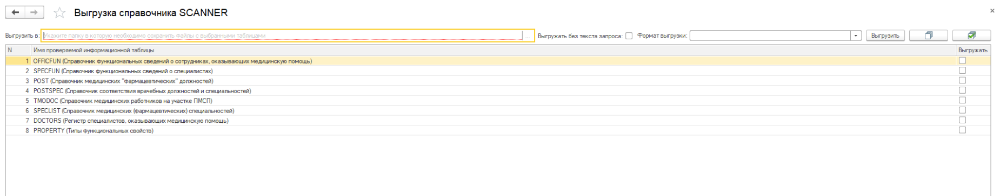 Выгрузка справочника SCANNER
Выгрузить в: Укажите папку в которую необходимо сохранить файлы с выбранными таблицами ... Выгружать без текста запроса: Формат выгрузки: Выгрузить
N Имя проверяемой информационной таблицы Выгружать
1 OFFICFUN (Справочник функциональных сведений о сотрудниках, оказывающих медицинскую помощь)
2 SPECFUN (Справочник функциональных сведений о специалистах)
3 POST (Справочник медицинских "фармацевтических" должностей)
4 POSTSPEC (Справочник соответствия врачебных должностей и специальностей)
5 TMODOC (Справочник медицинских работников на участке ПМСП)
6 SPECLIST (Справочник медицинских (фармацевтических) специальностей)
7 DOCTORS (Регистр специалистов, оказывающих медицинскую помощь)
8 PROPERTY (Типы функциональных свойств)